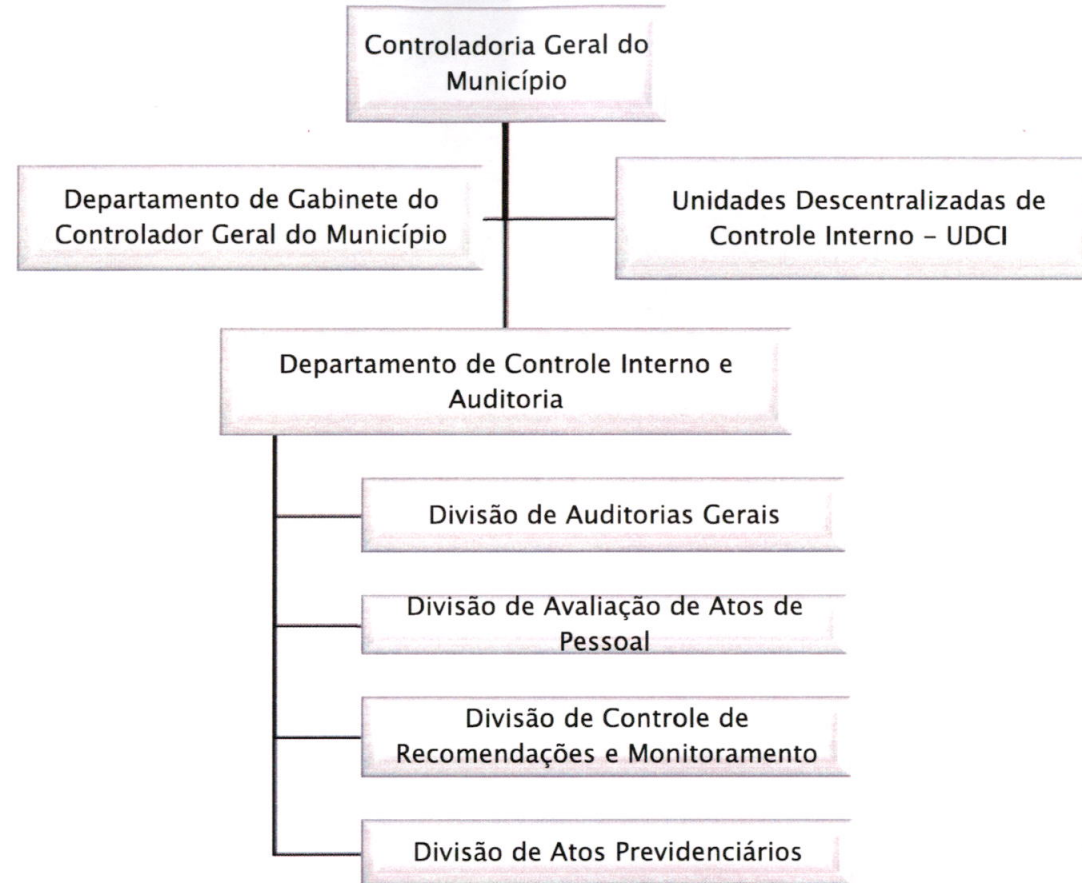 Controladoria Geral do
Município
Departamento de Gabinete do
Controlador Geral do Município
Unidades Descentralizadas de
Controle Interno – UDCI
Departamento de Controle Interno e
Auditoria
Divisão de Auditorias Gerais
Divisão de Avaliação de Atos de
Pessoal
Divisão de Controle de
Recomendações e Monitoramento
Divisão de Atos Previdenciários